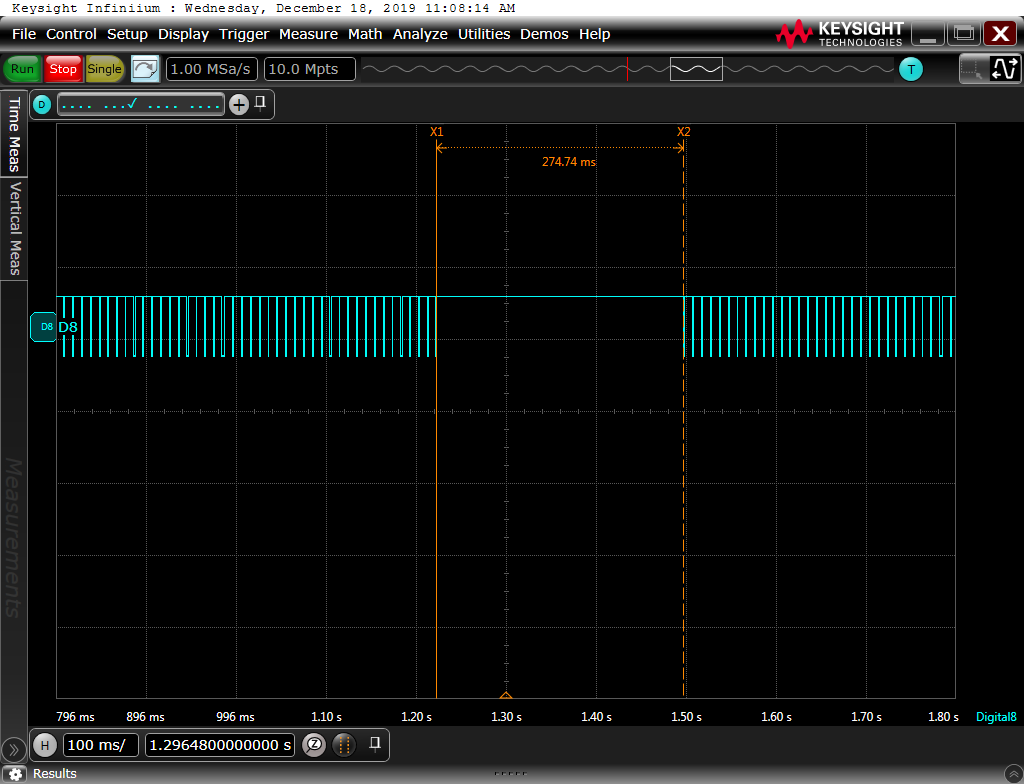 Keysight Infiniium : Wednesday, December 18, 2019 11:08:14 AM
File Control Setup Display Trigger Measure Math Analyze Utilities Demos Help
KEYSIGHT
TECHNOLOGIES
Run Stop Single 1.00 MSa/s 10.0 Mpts T
D .... ...✓ .... .... +
Time Meas
Vertical Meas
Measurements
X1 X2
274.74 ms
D8 D8
796 ms 896 ms 996 ms 1.10 s 1.20 s 1.30 s 1.40 s 1.50 s 1.60 s 1.70 s 1.80 s Digital8
H 100 ms/ 1.2964800000000 s Z
Results